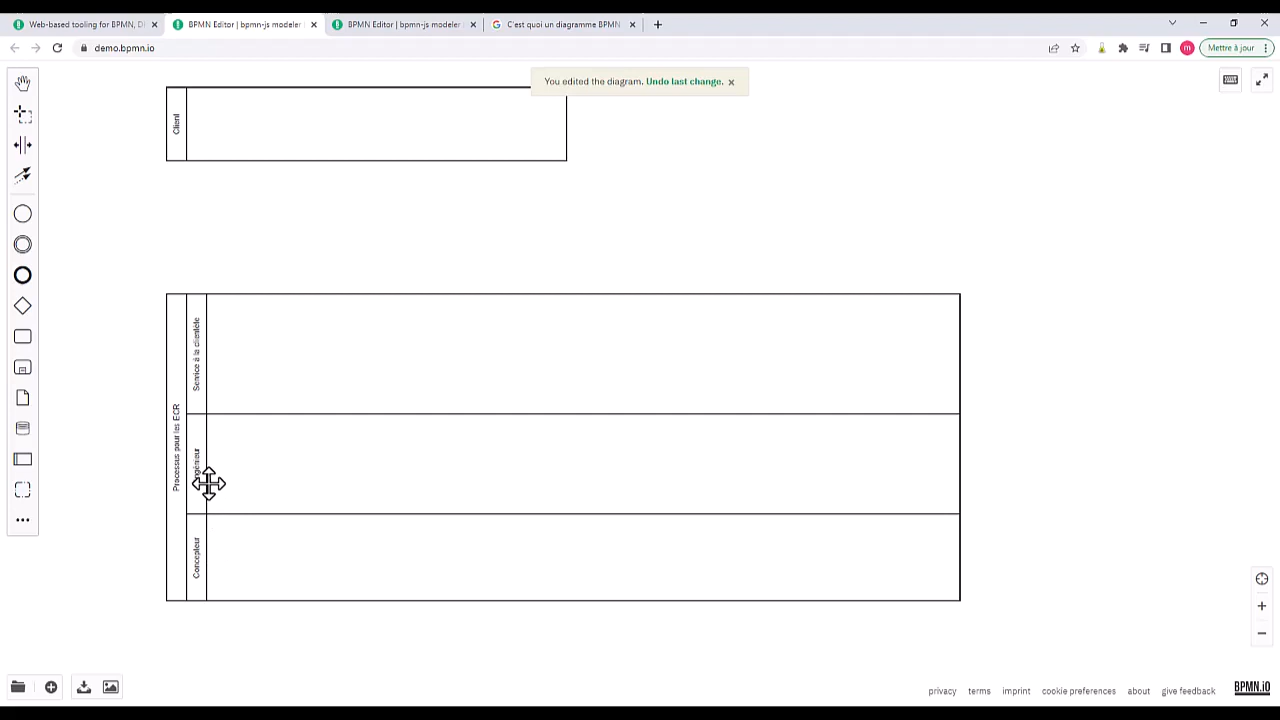 Web-based tooling for BPMN, D
BPMN Editor | bpmn-js modeler
BPMN Editor | bpmn-js modeler
C'est quoi un diagramme BPMN
demo.bpmn.io
m
Mettre à jour
You edited the diagram. Undo last change.
Client
Processus pour les ECR
Service à la clientèle
Concepteur
privacy
terms
imprint
cookie preferences
about
give feedback
BPMN.iO